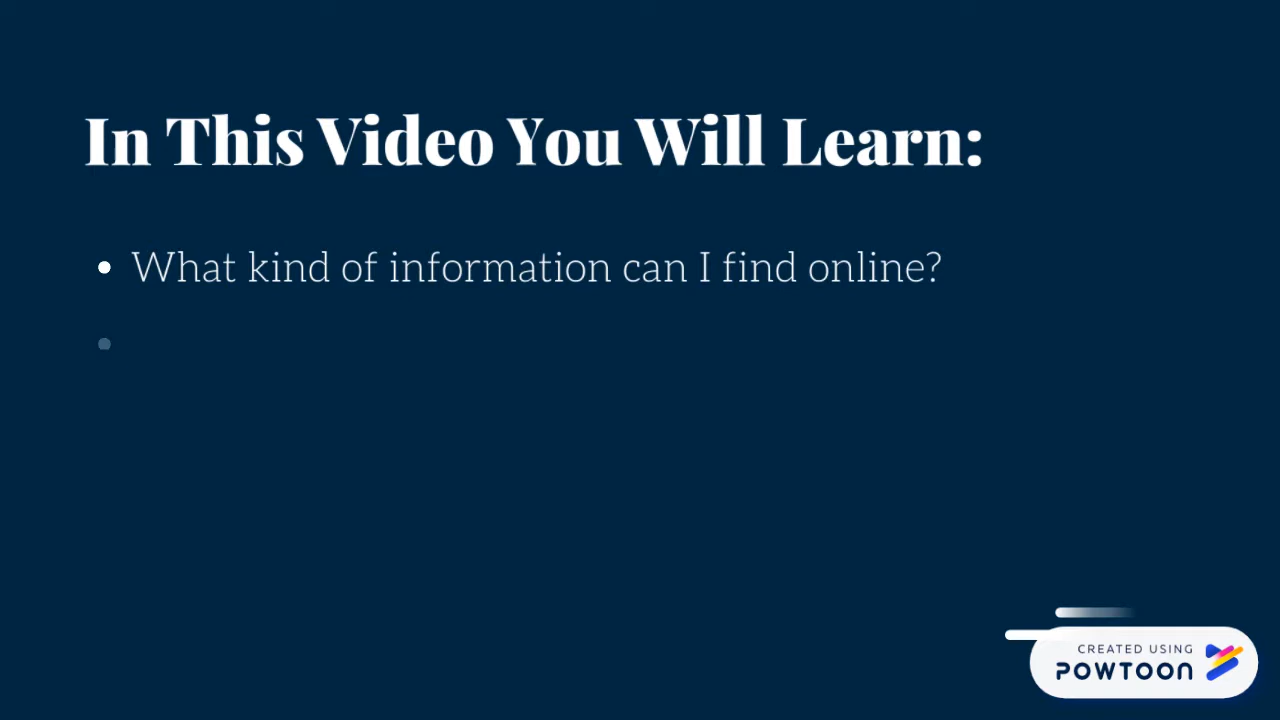 In This Video You Will Learn:
• What kind of information can I find online?
•
CREATED USING
POWTOON